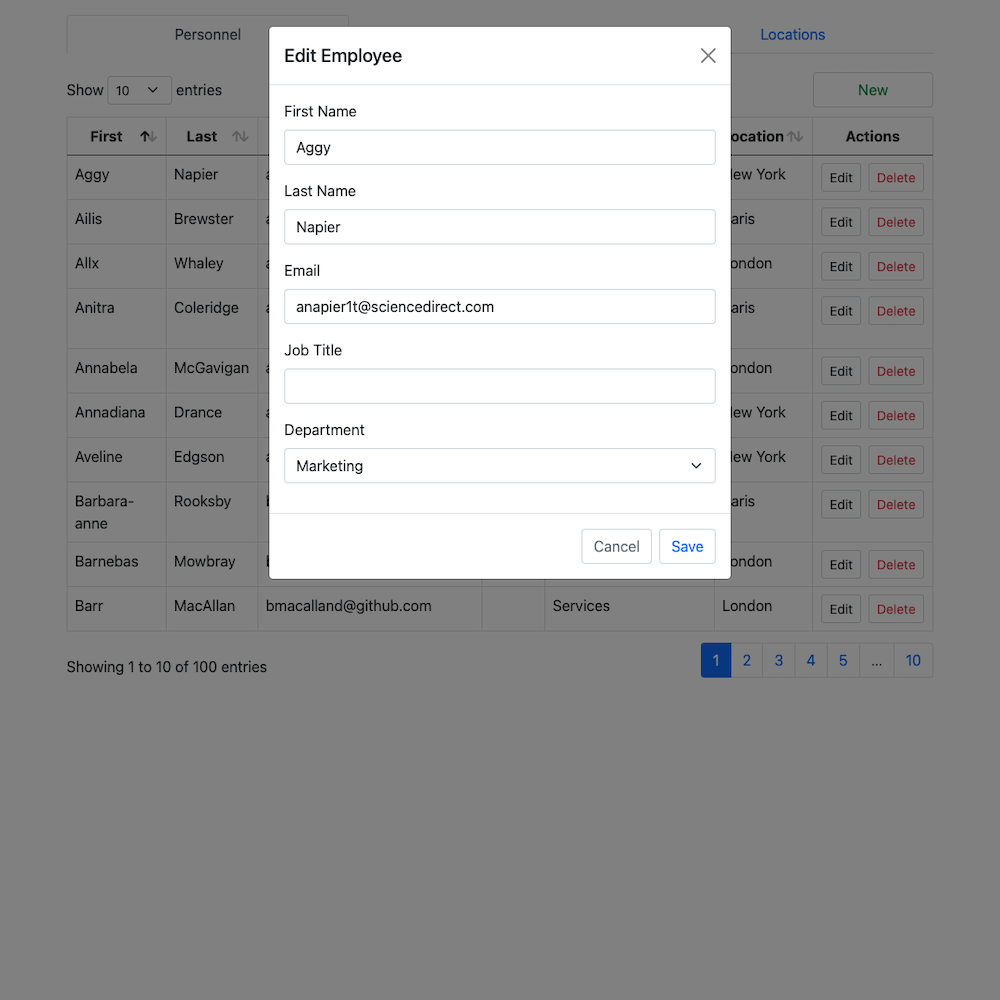 Personnel
Locations
Edit Employee
Show 10 entries
New
First Last ocation Actions
First Name
Aggy
Last Name
Napier
Email
anapier1t@sciencedirect.com
Job Title
Department
Marketing
Cancel Save
Aggy Napier ew York Edit Delete
Ailis Brewster aris Edit Delete
Allx Whaley ondon Edit Delete
Anitra Coleridge aris Edit Delete
Annabela McGavigan ondon Edit Delete
Annadiana Drance ew York Edit Delete
Aveline Edgson ew York Edit Delete
Barbara- Rooksby aris Edit Delete
anne
Barnebas Mowbray ondon Edit Delete
Barr MacAllan bmacalland@github.com Services London Edit Delete
Showing 1 to 10 of 100 entries
1 2 3 4 5 ... 10